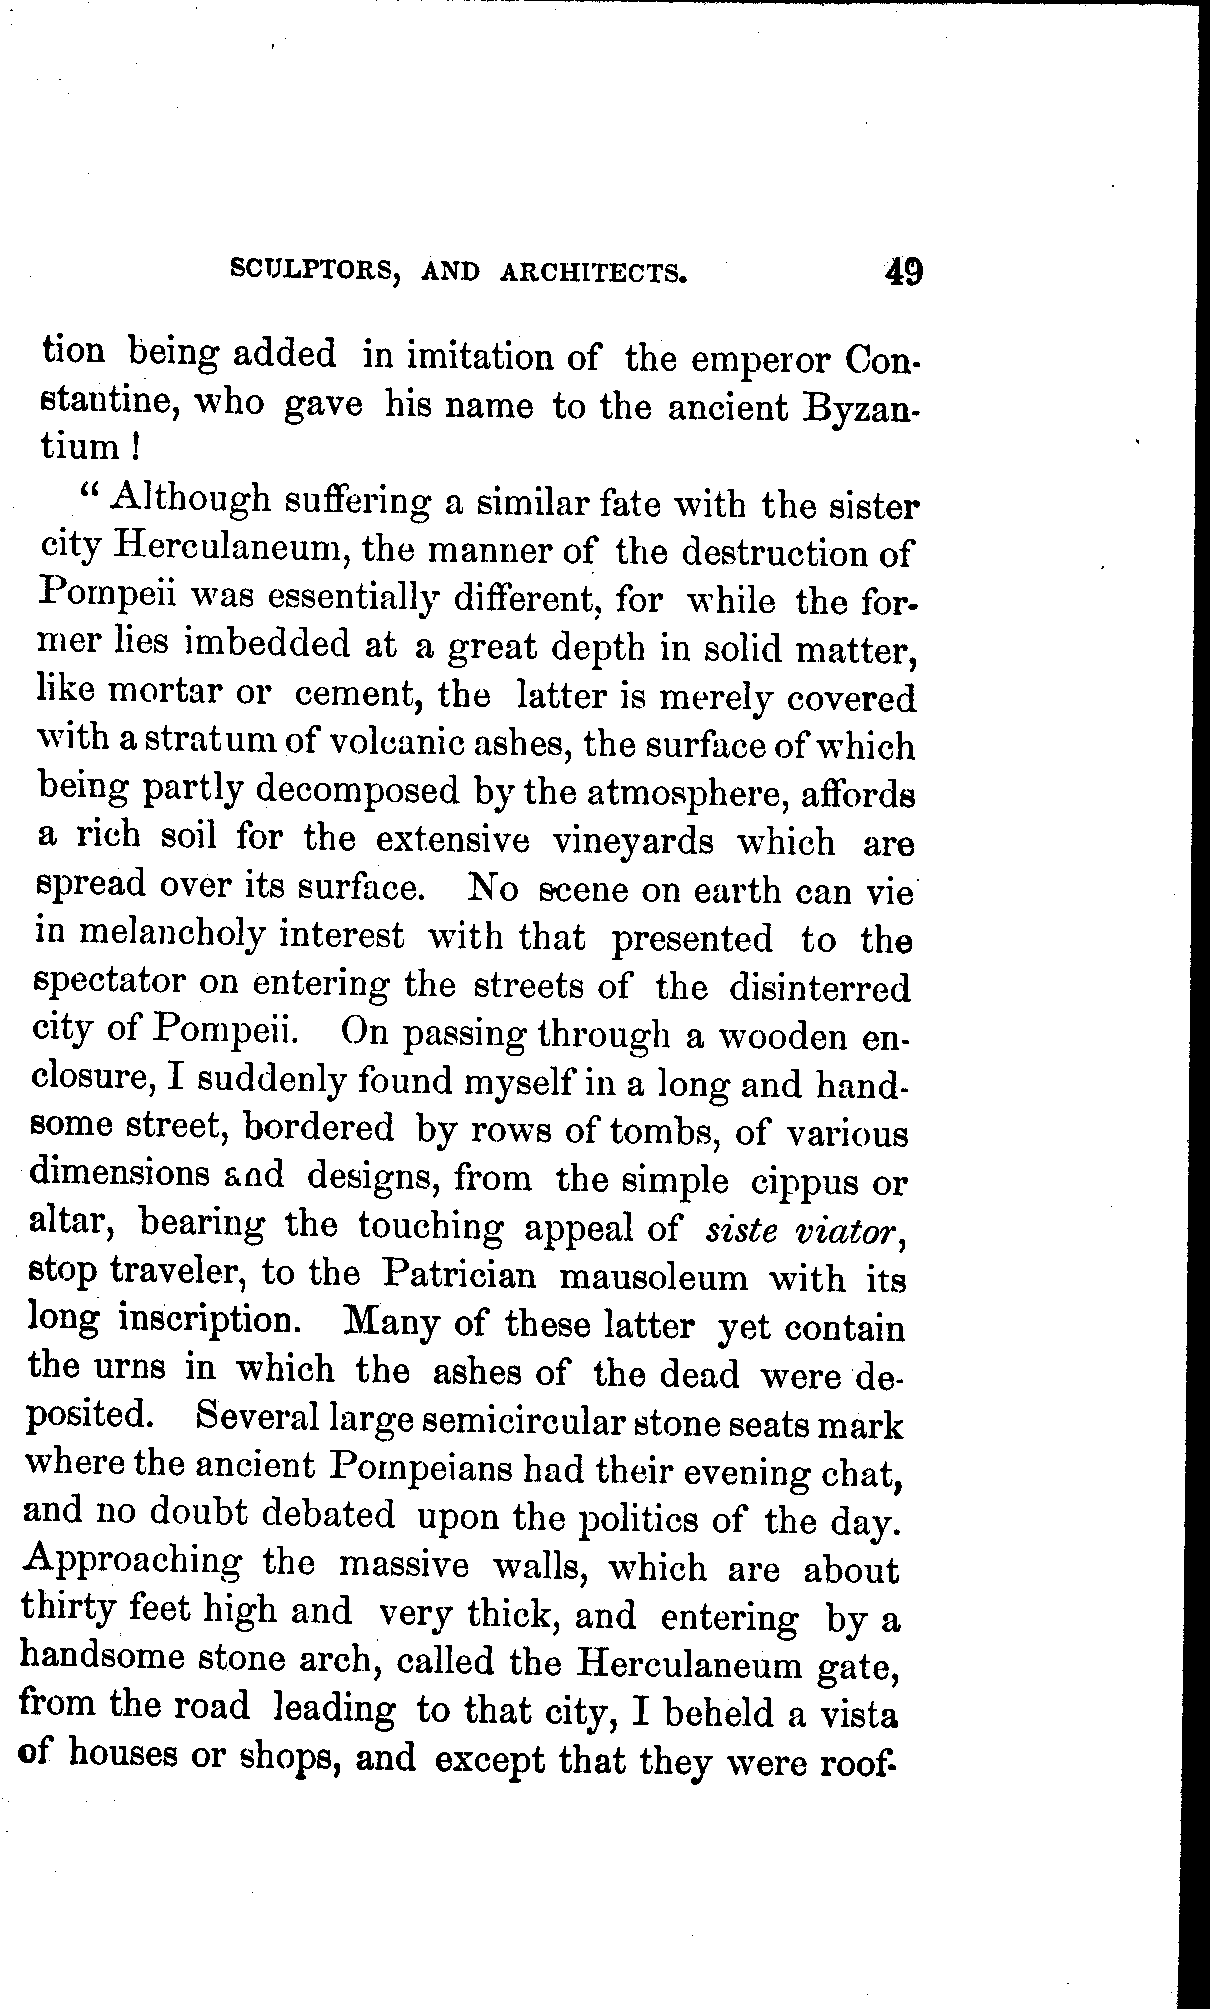 SCULPTORS, AND ARCHITECTS. 49
tion being added in imitation of the emperor Con-
stantine, who gave his name to the ancient Byzan-
tium !
“ Although suffering a similar fate with the sister
city Herculaneum, the manner of the destruction of
Pompeii was essentially different, for while the for-
mer lies imbedded at a great depth in solid matter,
like mortar or cement, the latter is merely covered
with a stratum of volcanic ashes, the surface of which
being partly decomposed by the atmosphere, affords
a rich soil for the extensive vineyards which are
spread over its surface. No scene on earth can vie
in melancholy interest with that presented to the
spectator on entering the streets of the disinterred
city of Pompeii. On passing through a wooden en-
closure, I suddenly found myself in a long and hand-
some street, bordered by rows of tombs, of various
dimensions and designs, from the simple cippus or
altar, bearing the touching appeal of siste viator,
stop traveler, to the Patrician mausoleum with its
long inscription. Many of these latter yet contain
the urns in which the ashes of the dead were de-
posited. Several large semicircular stone seats mark
where the ancient Pompeians had their evening chat,
and no doubt debated upon the politics of the day.
Approaching the massive walls, which are about
thirty feet high and very thick, and entering by a
handsome stone arch, called the Herculaneum gate,
from the road leading to that city, I beheld a vista
of houses or shops, and except that they were roof-